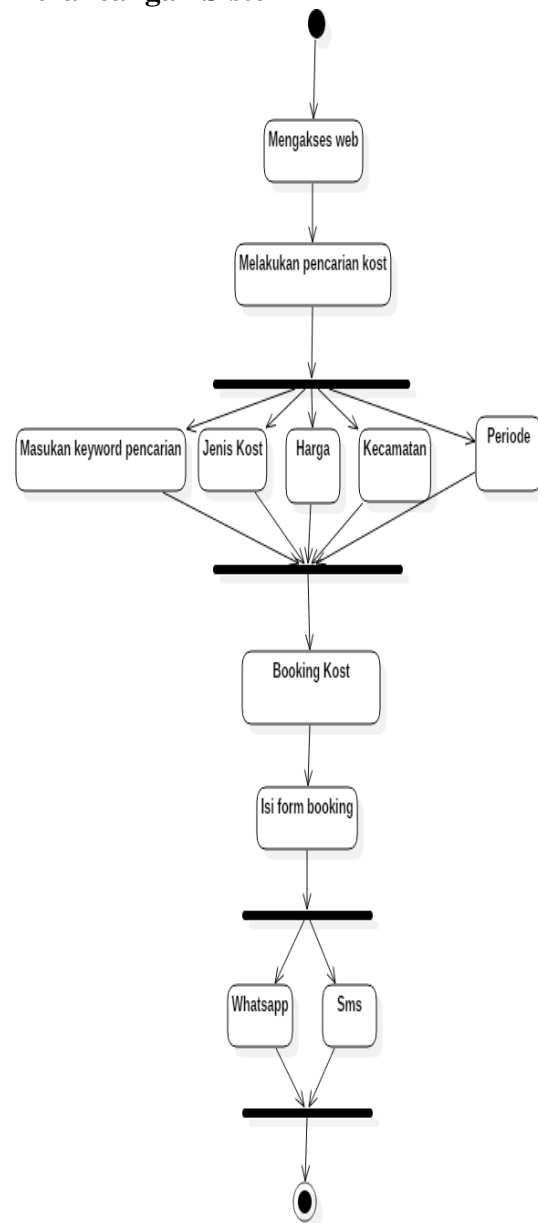 Mengakses web
Melakukan pencarian kost
Masukan keyword pencarian
Jenis Kost
Harga
Kecamatan
Periode
Booking Kost
Isi form booking
Whatsapp
Sms